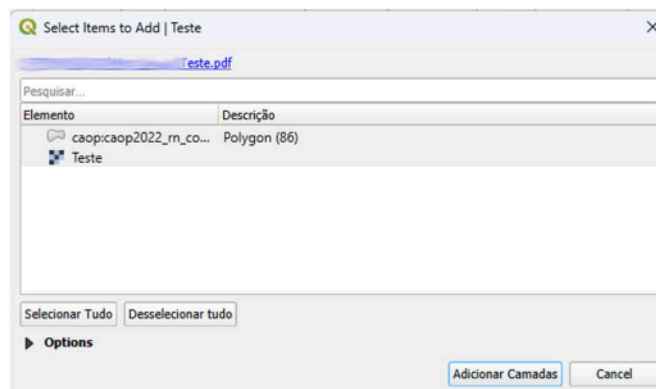 Select Items to Add | Teste
Teste.pdf
Pesquisar...
Elemento Descrição
caop:caop2022_rn_co... Polygon (86)
Teste
Selecionar Tudo Desselecionar tudo
Options
Adicionar Camadas Cancel